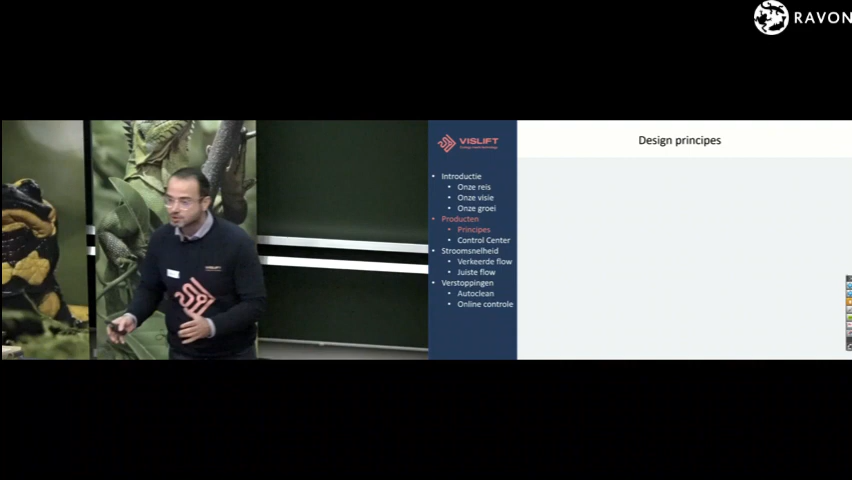 RAVON
VISLIFT
Design principes
• Introductie
• Onze reis
• Onze visie
• Onze groei
• Producten
• Principes
• Control Center
• Stroomsnelheid
• Verkeerde flow
• Juiste flow
• Verstoppingen
• Autoclean
• Online controle
VISLIFT